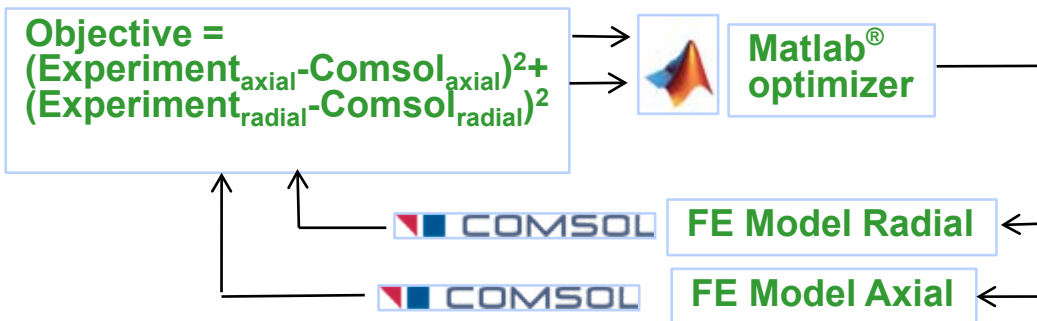 Objective =
(Experimentaxial-Comsolaxial)²+
(Experimentradial-Comsolradial)²
Matlab®
optimizer
COMSOL FE Model Radial
COMSOL FE Model Axial